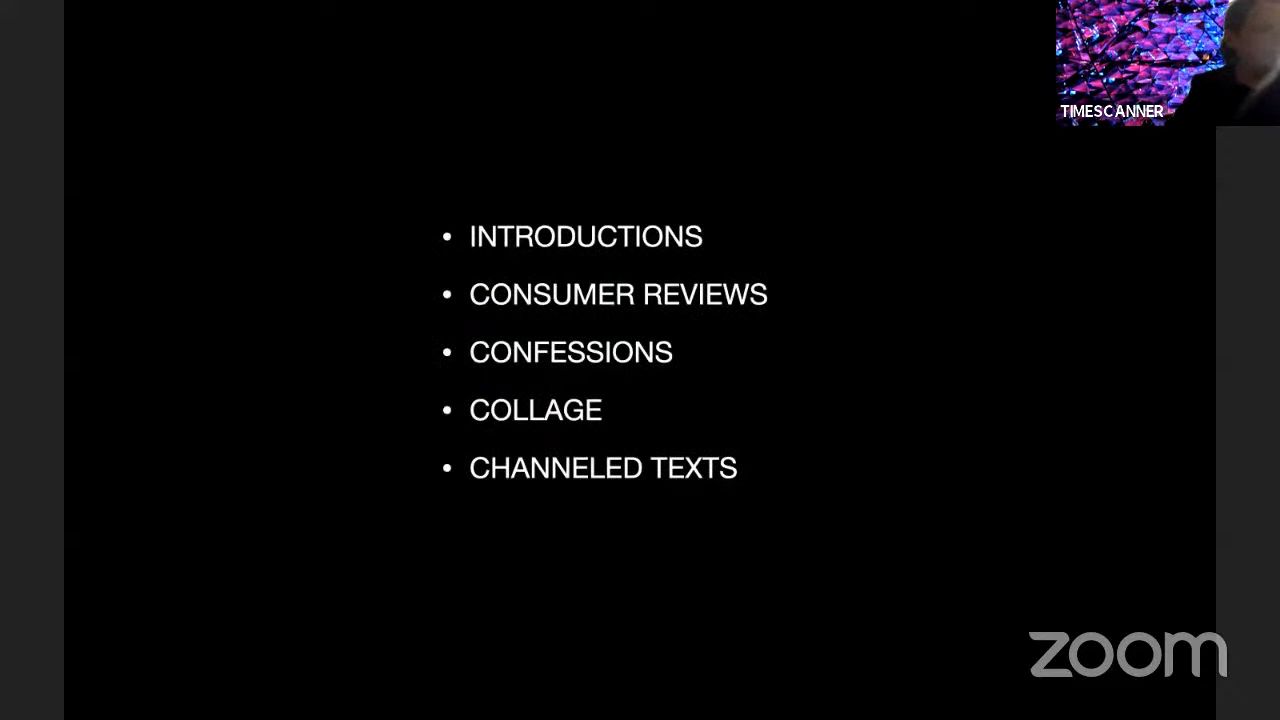 TIMESCANNER
• INTRODUCTIONS
• CONSUMER REVIEWS
• CONFESSIONS
• COLLAGE
• CHANNELED TEXTS
zoom